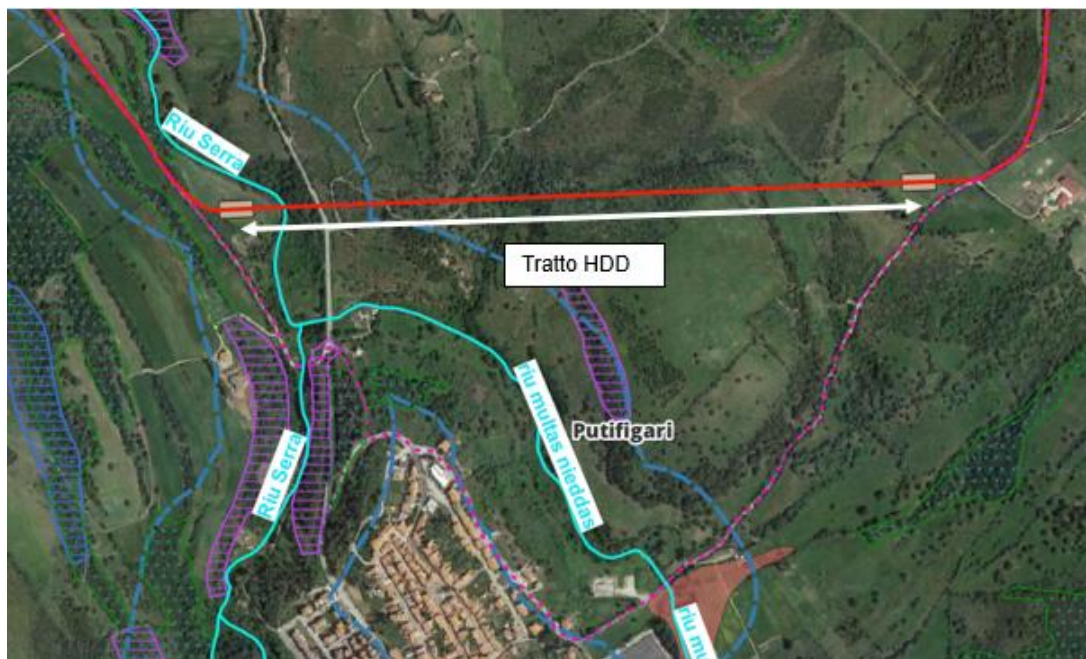 Riu Serra
Tratto HDD
riu multas nieddas
Putifigari
Riu Serra